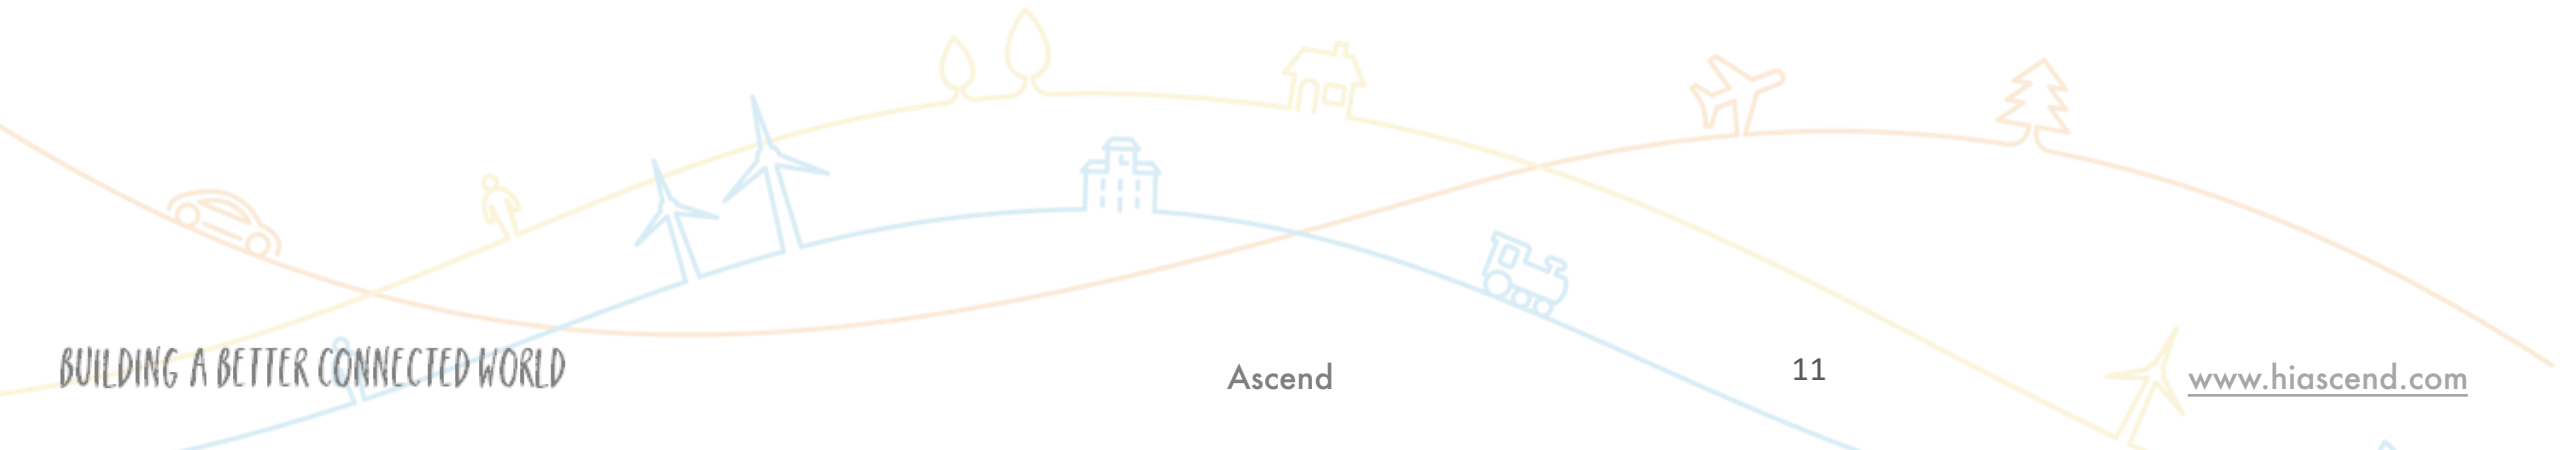 BUILDING A BETTER CONNECTED WORLD
Ascend
11
www.hiascend.com